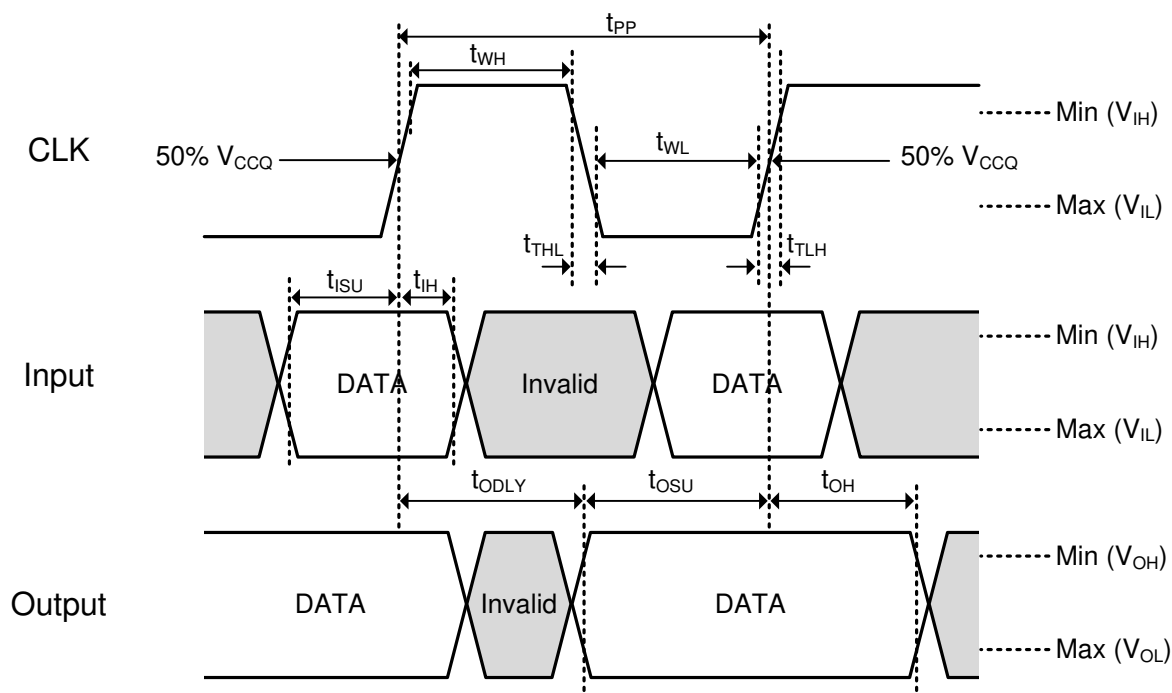 tPP
tWH
Min (VIH)
CLK
50% VCCQ
tWL
50% VCCQ
Max (VIL)
tTHL
tTLH
tISU
tIH
Min (VIH)
Input
DATA
Invalid
DATA
Max (VIL)
tODLY
tOSU
tOH
Min (VOH)
Output
DATA
Invalid
DATA
Max (VOL)